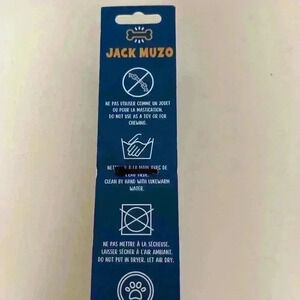 JACK MUZO
NE PAS UTILISER COMME UN JOUET
OU POUR LA MASTICATION.
DO NOT USE AS A TOY OR FOR
CHEWING.
À LA MAIN AVEC DE
CLEAN BY HAND WITH LUKEWARM
WATER.
NE PAS METTRE À LA SÉCHEUSE.
LAISSER SÉCHER À L'AIR AMBIANT.
DO NOT PUT IN DRYER. LET AIR DRY.